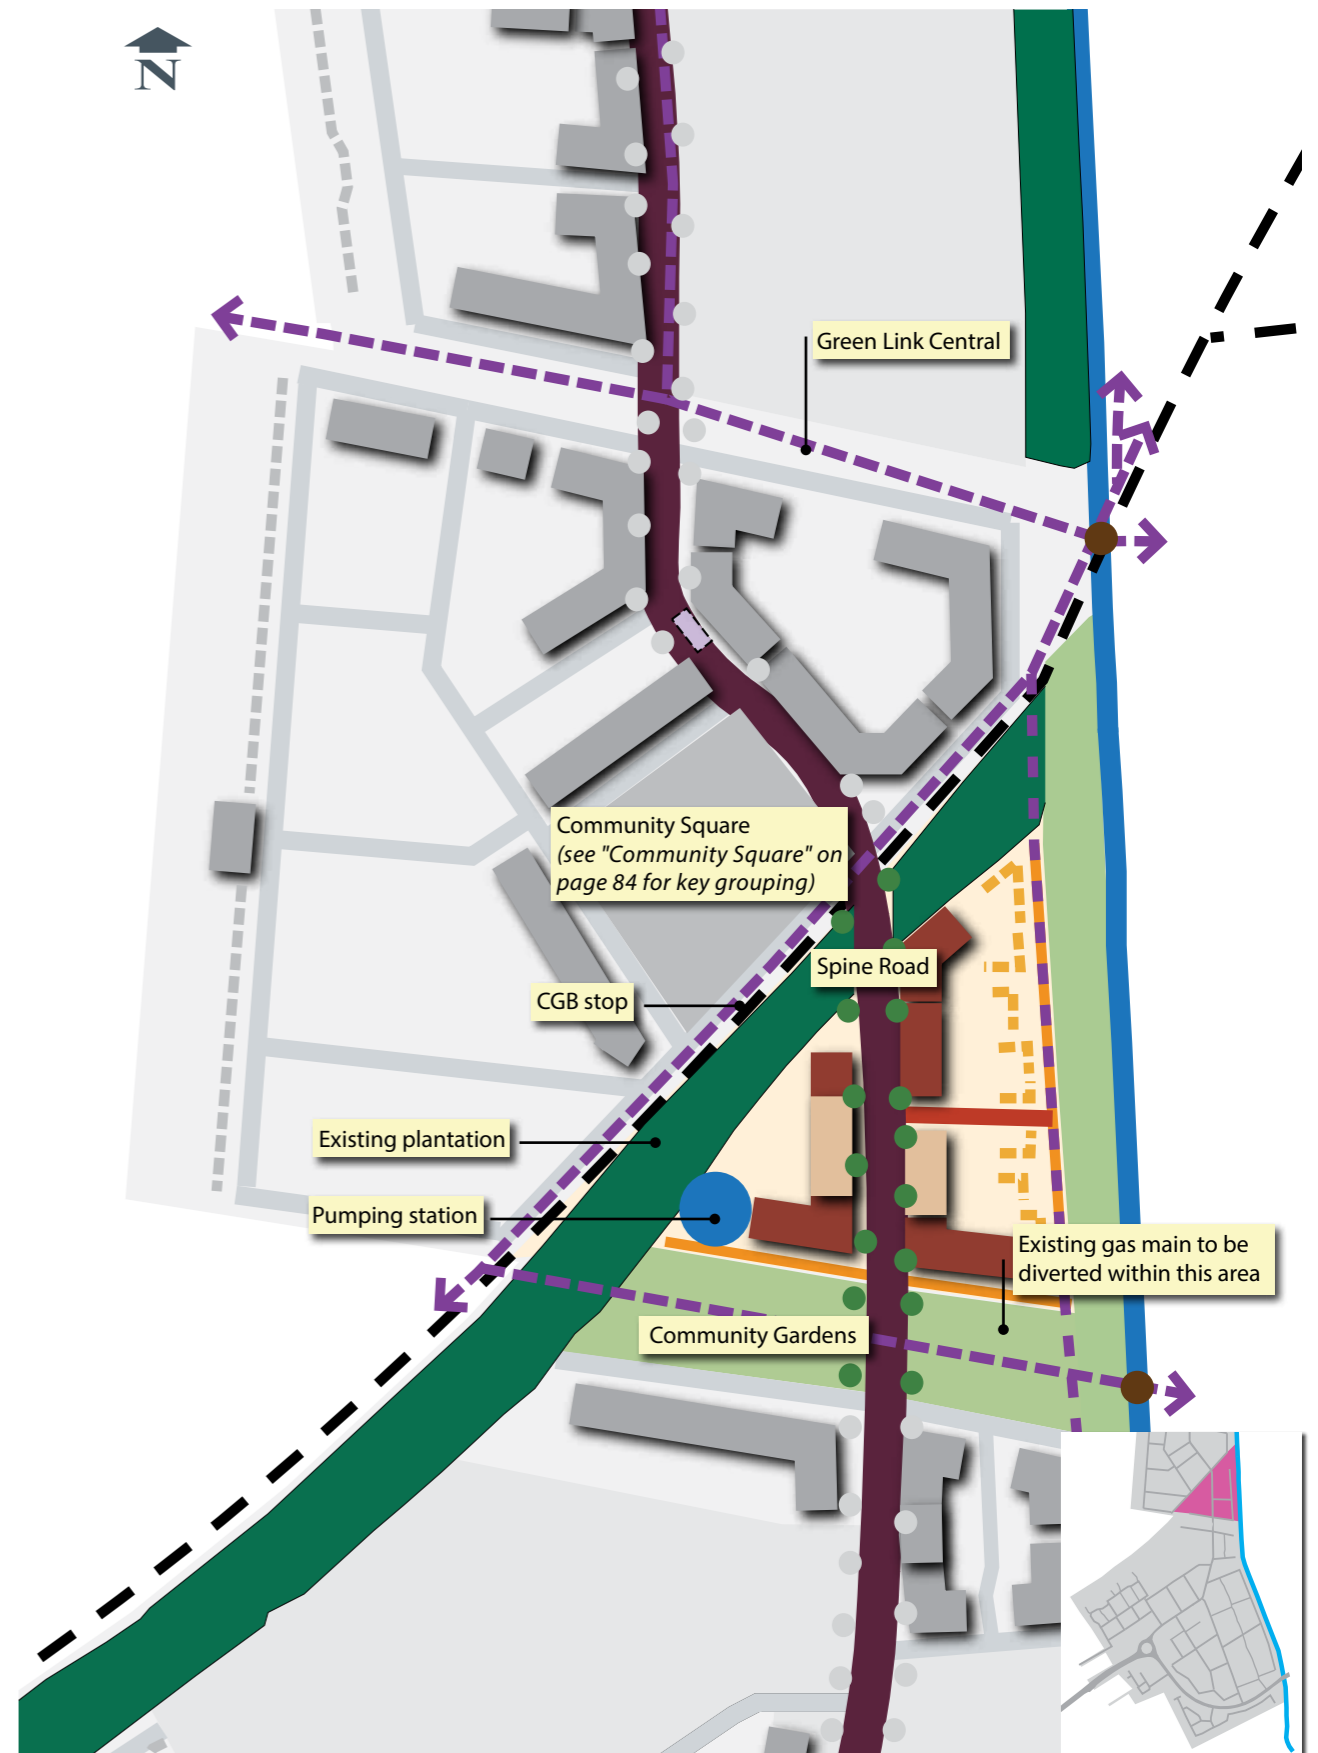 N
Green Link Central
Community Square
(see "Community Square" on
page 84 for key grouping)
Spine Road
CGB stop
Existing plantation
Pumping station
Existing gas main to be
diverted within this area
Community Gardens